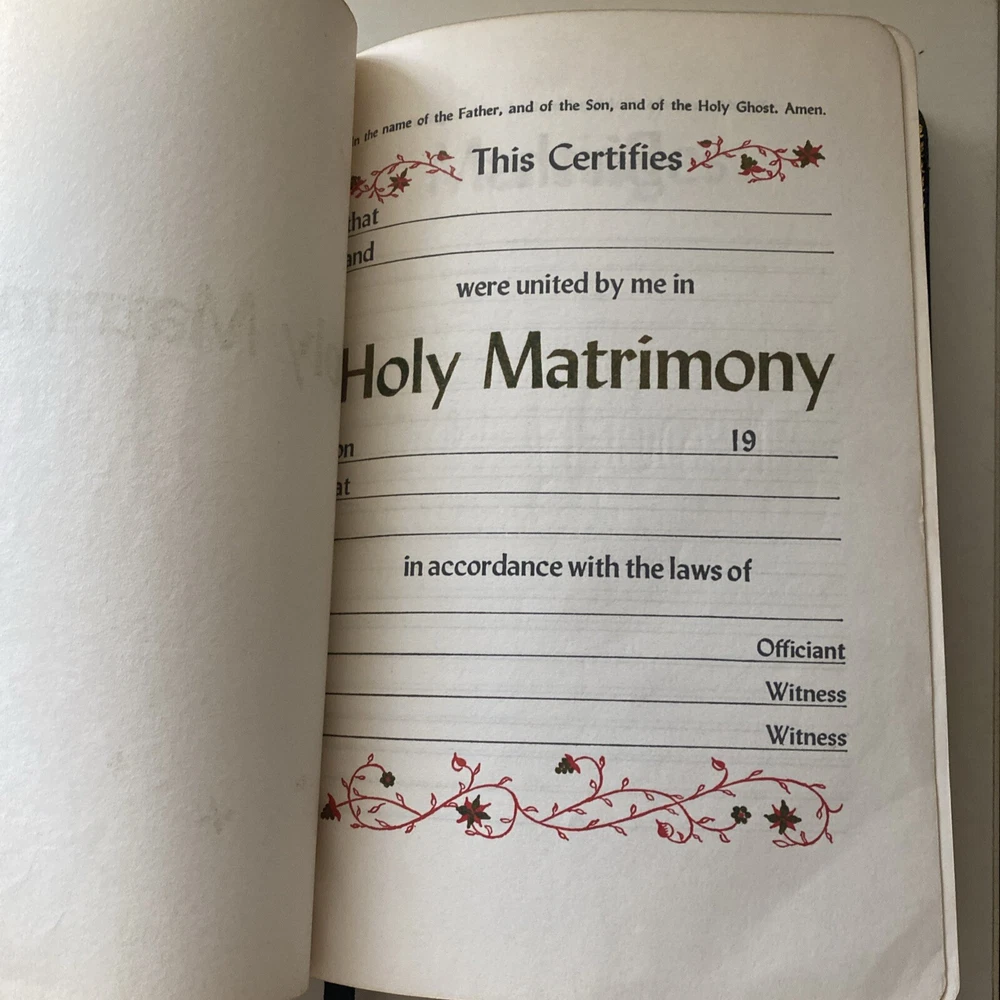 In the name of the Father, and of the Son, and of the Holy Ghost. Amen.
This Certifies
that
and
were united by me in
Holy Matrimony
on 19
at
in accordance with the laws of
Officiant
Witness
Witness